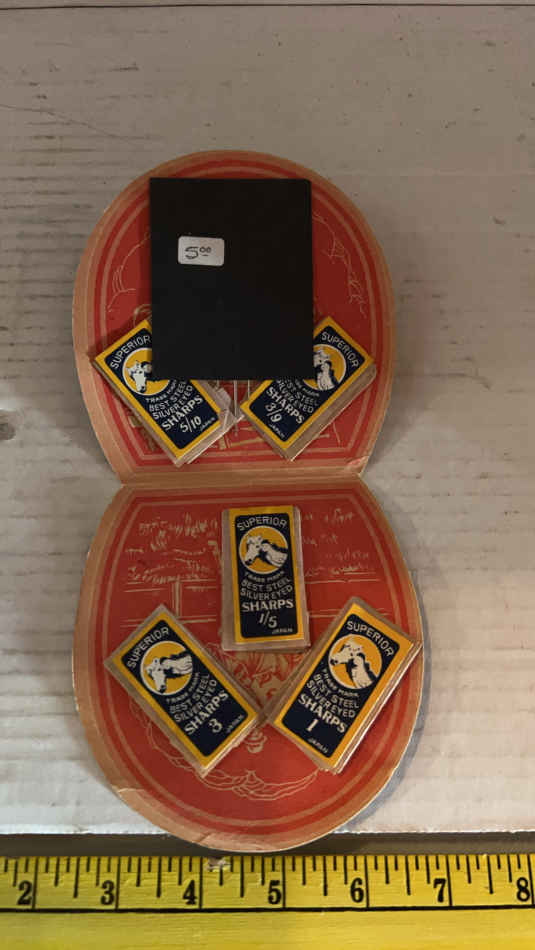 5⁰⁰
SUPERIOR
TRADE MARK
BEST STEEL
SILVER EYED
SHARPS
5/10
JAPAN
SUPERIOR
TRADE MARK
BEST STEEL
SILVER EYED
SHARPS
3/9
JAPAN
SUPERIOR
TRADE MARK
BEST STEEL
SILVER EYED
SHARPS
1/5
JAPAN
SUPERIOR
TRADE MARK
BEST STEEL
SILVER EYED
SHARPS
3
JAPAN
SUPERIOR
TRADE MARK
BEST STEEL
SILVER EYED
SHARPS
1
JAPAN
2 3 4 5 6 7 8